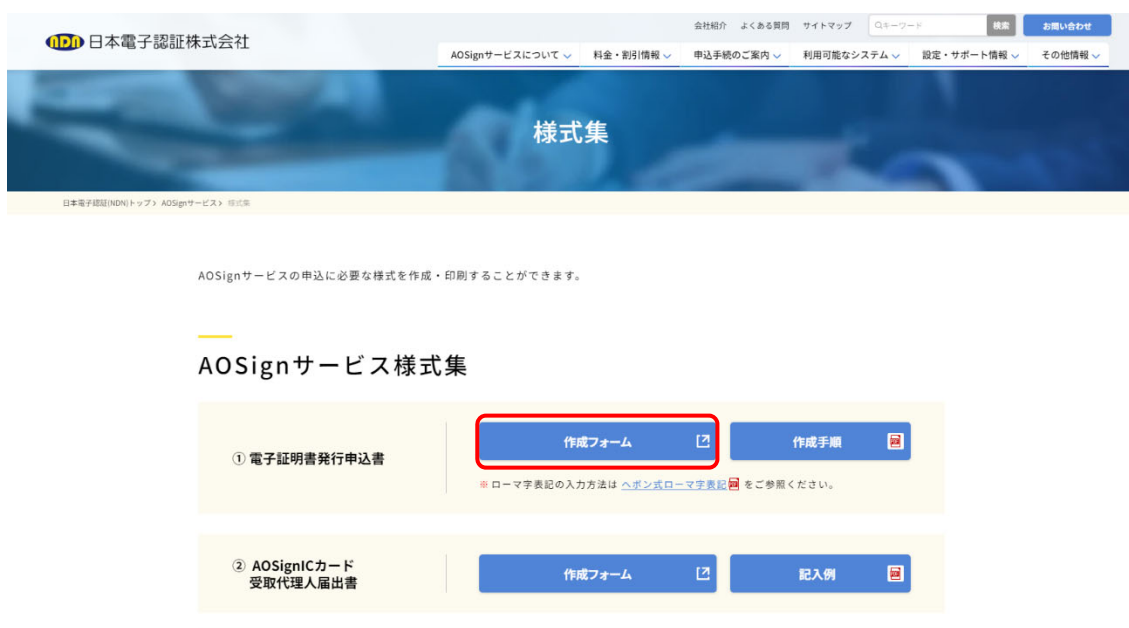 会社紹介 よくある質問 サイトマップ キーワード 検索 お問い合わせ
NDN 日本電子認証株式会社
AOSignサービスについて 料金・割引情報 申込手続のご案内 利用可能なシステム 設定・サポート情報 その他情報
様式集
日本電子認証(NDN)トップ > AOSignサービス > 様式集
AOSignサービスの申込に必要な様式を作成・印刷することができます。
AOSignサービス様式集
① 電子証明書発行申込書
作成フォーム
作成手順
※ ローマ字表記の入力方法は ヘボン式ローマ字表記 をご参照ください。
② AOSignICカード
受取代理人届出書
作成フォーム
記入例